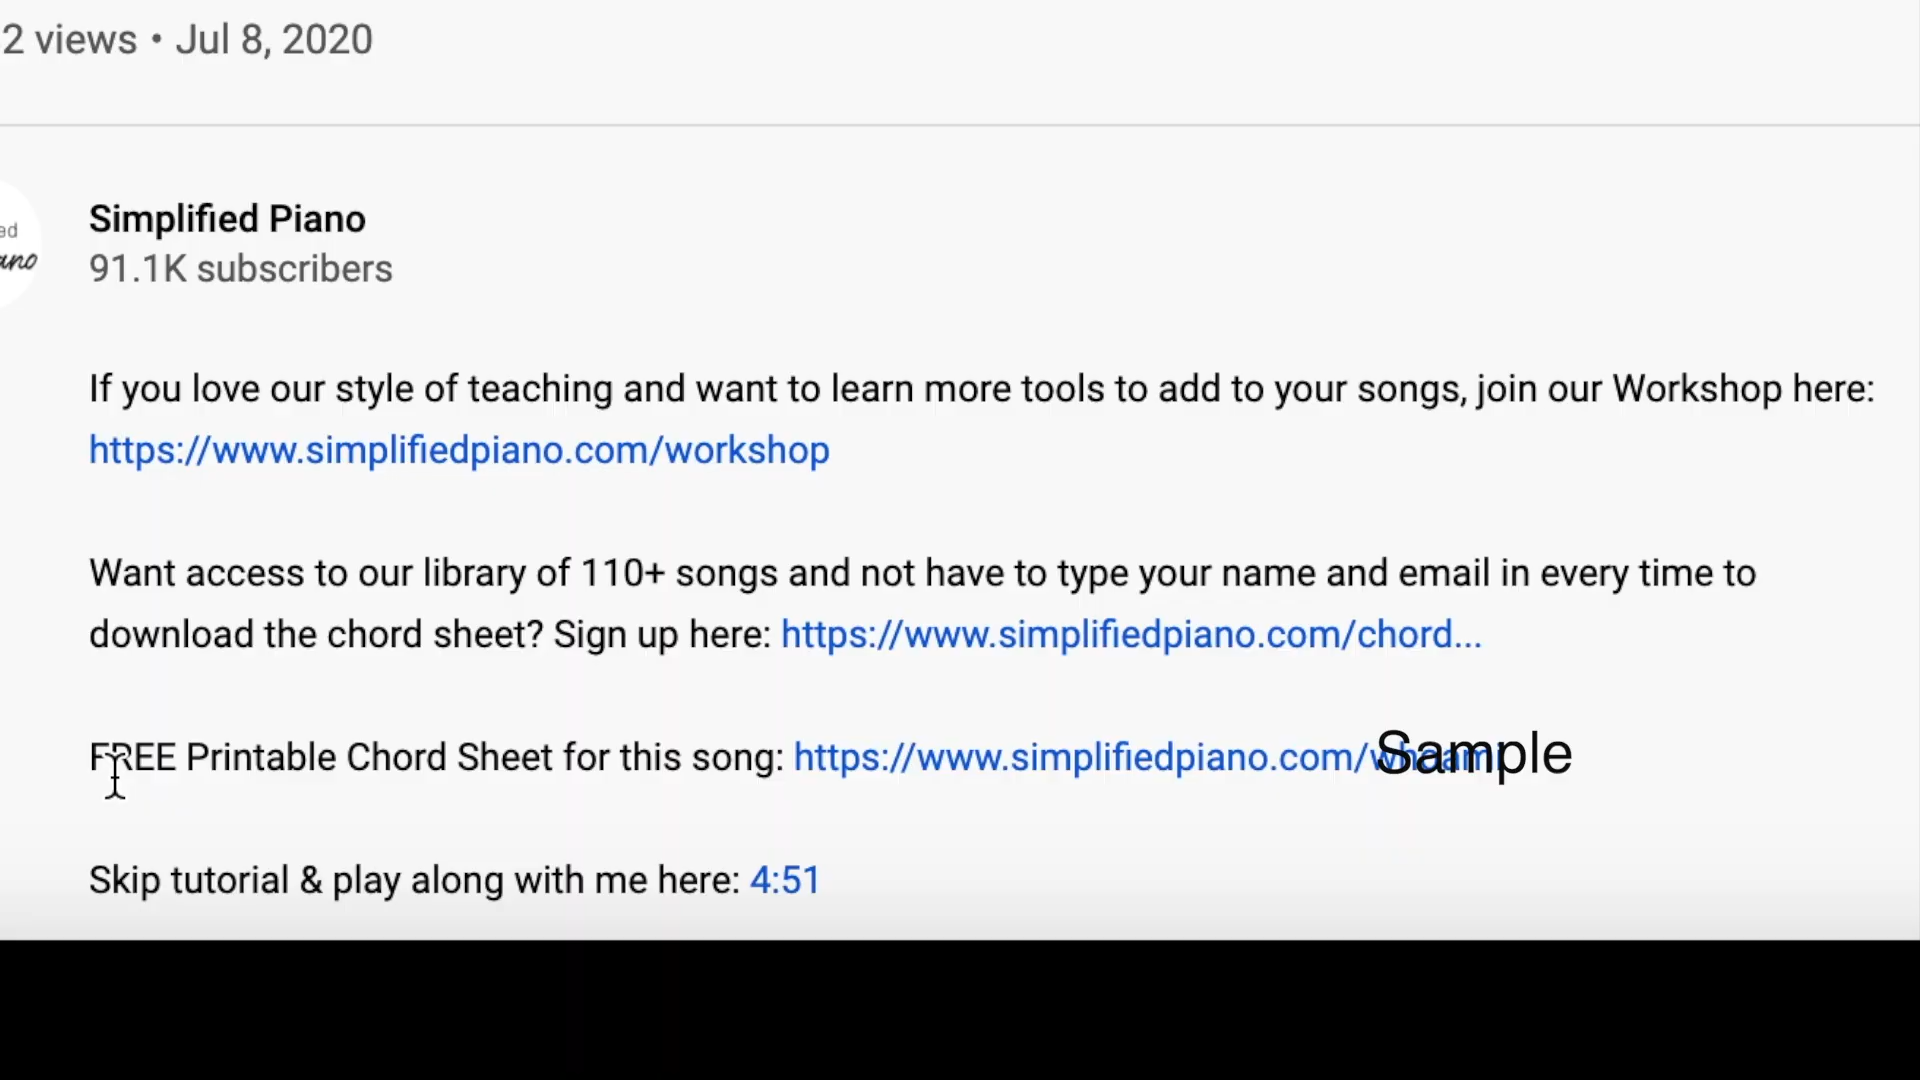 2 views • Jul 8, 2020
ed
ano
Simplified Piano
91.1K subscribers
If you love our style of teaching and want to learn more tools to add to your songs, join our Workshop here:
https://www.simplifiedpiano.com/workshop
Want access to our library of 110+ songs and not have to type your name and email in every time to
download the chord sheet? Sign up here: https://www.simplifiedpiano.com/chord...
FREE Printable Chord Sheet for this song: https://www.simplifiedpiano.com/whoami
Sample
Skip tutorial & play along with me here: 4:51